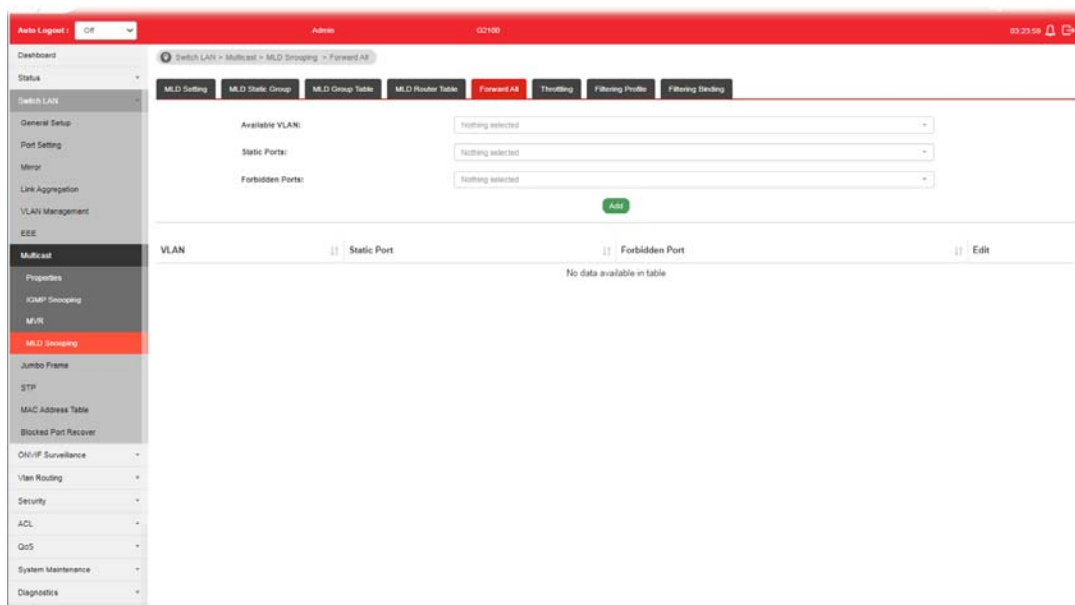 Auto Logout : Off Admin G2100 03:23:59
Dashboard
Status
Switch LAN
General Setup
Port Setting
Mirror
Link Aggregation
VLAN Management
EEE
Multicast
Properties
IGMP Snooping
MVR
MLD Snooping
Jumbo Frame
STP
MAC Address Table
Blocked Port Recover
ONVIF Surveillance
Vlan Routing
Security
ACL
QoS
System Maintenance
Diagnostics
Switch LAN > Multicast > MLD Snooping > Forward All
MLD Setting MLD Static Group MLD Group Table MLD Router Table Forward All Throttling Filtering Profile Filtering Binding
Available VLAN: Nothing selected
Static Ports: Nothing selected
Forbidden Ports: Nothing selected
Add
VLAN Static Port Forbidden Port Edit
No data available in table